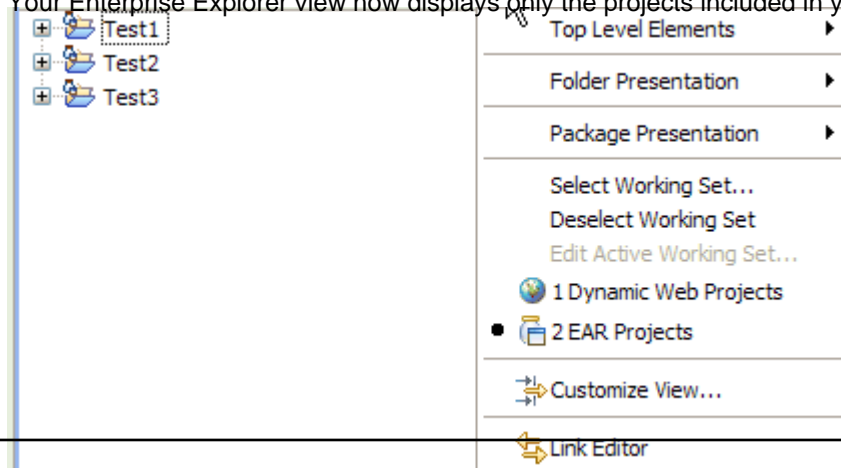 Your Enterprise Explorer view now displays only the projects included in y
Test1
Test2
Test3
Top Level Elements
Folder Presentation
Package Presentation
Select Working Set...
Deselect Working Set
Edit Active Working Set...
1 Dynamic Web Projects
2 EAR Projects
Customize View...
Link Editor